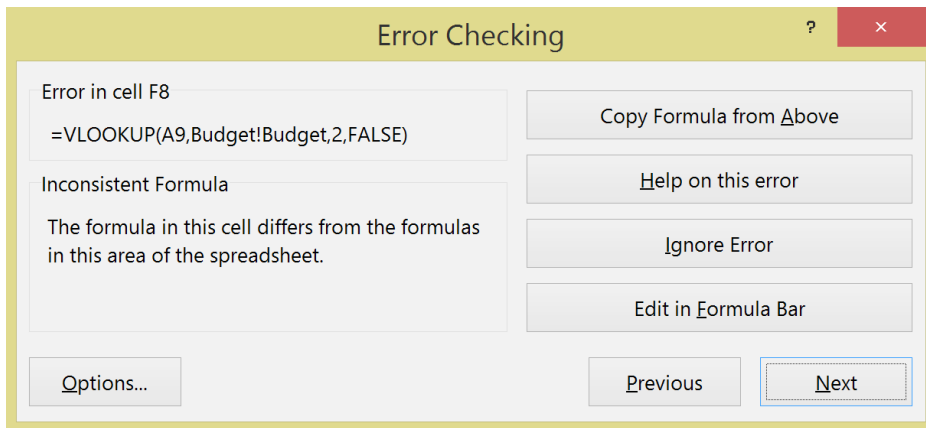 Error Checking
?
×
Error in cell F8
=VLOOKUP(A9,Budget!Budget,2,FALSE)
Inconsistent Formula
The formula in this cell differs from the formulas
in this area of the spreadsheet.
Copy Formula from Above
Help on this error
Ignore Error
Edit in Formula Bar
Options...
Previous
Next